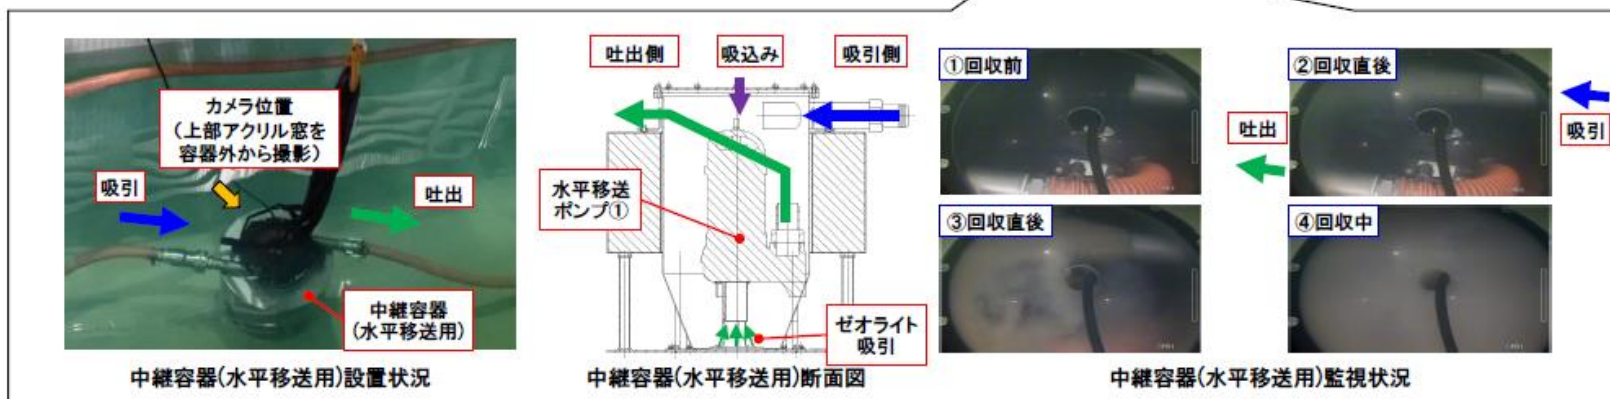 カメラ位置
（上部アクリル窓を
容器外から撮影）
吸引
吐出
中継容器
(水平移送用)
中継容器(水平移送用)設置状況
吐出側
吸込み
吸引側
水平移送
ポンプ①
ゼオライト
吸引
中継容器(水平移送用)断面図
①回収前
②回収直後
吐出
吸引
③回収直後
④回収中
中継容器(水平移送用)監視状況